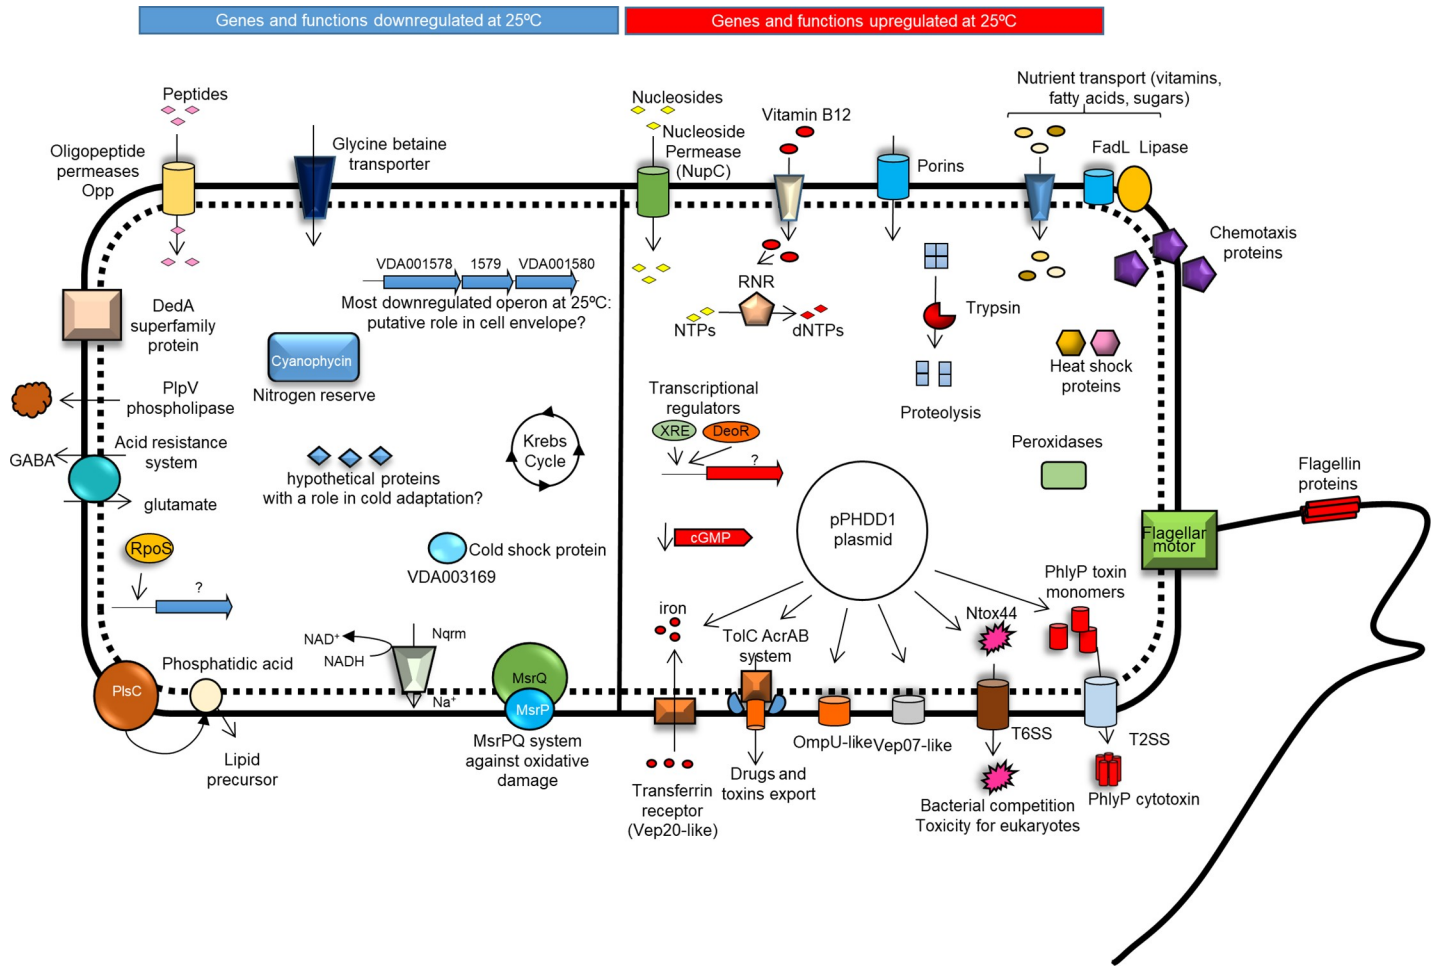 Genes and functions downregulated at 25ºC
Genes and functions upregulated at 25ºC
Peptides
Oligopeptide
permeases
Opp
Glycine betaine
transporter
VDA001578 1579 VDA001580
Most downregulated operon at 25ºC:
putative role in cell envelope?
DedA
superfamily
protein
Cyanophycin
Nitrogen reserve
PlpV
phospholipase
Acid resistance
system
GABA
glutamate
Krebs
Cycle
hypothetical proteins
with a role in cold adaptation?
RpoS
?
Cold shock protein
VDA003169
NAD⁺
NADH
Nqrm
Na⁺
Phosphatidic acid
PlsC
Lipid
precursor
MsrQ
MsrP
MsrPQ system
against oxidative
damage
Nucleosides
Nucleoside
Permease
(NupC)
Vitamin B12
Porins
Nutrient transport (vitamins,
fatty acids, sugars)
FadL Lipase
Chemotaxis
proteins
RNR
NTPs
dNTPs
Trypsin
Proteolysis
Heat shock
proteins
Transcriptional
regulators
XRE
DeoR
?
Peroxidases
cGMP
pPHDD1
plasmid
Flagellin
proteins
Flagellar
motor
iron
TolC AcrAB
system
Ntox44
PhlyP toxin
monomers
Transferrin
receptor
(Vep20-like)
Drugs and
toxins export
OmpU-like
Vep07-like
T6SS
Bacterial competition
Toxicity for eukaryotes
T2SS
PhlyP cytotoxin